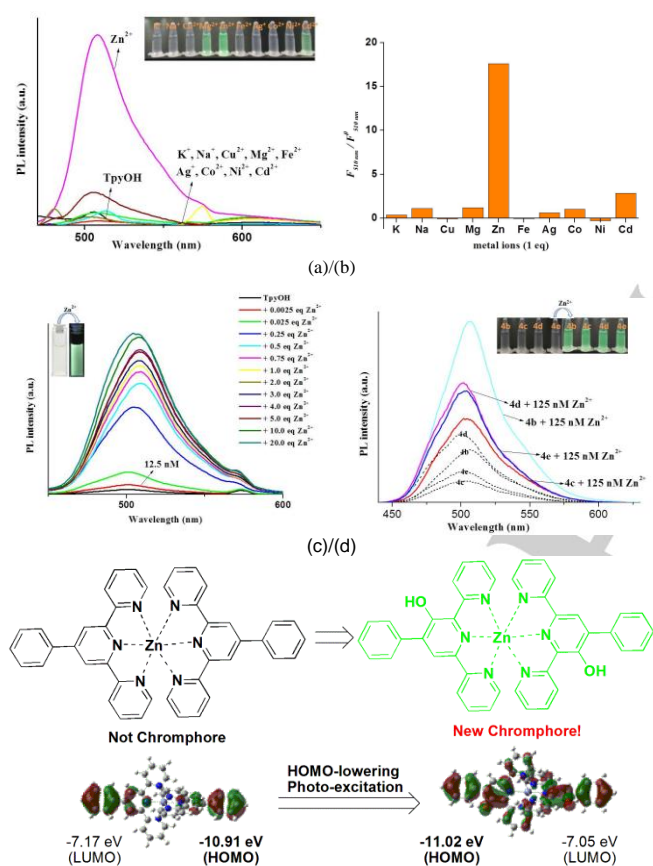 PL intensity (a.u.)
Zn²⁺
TpyOH
K⁺, Na⁺, Cu²⁺, Mg²⁺, Fe²⁺
Ag⁺, Co²⁺, Ni²⁺, Cd²⁺
500
600
Wavelength (nm)
F 510 nm / F⁰ 510 nm
20
15
10
5
0
K Na Cu Mg Zn Fe Ag Co Ni Cd
metal ions (1 eq)
(a)/(b)
Zn²⁺
PL intensity (a.u.)
TpyOH
+ 0.0025 eq Zn²⁺
+ 0.025 eq Zn²⁺
+ 0.25 eq Zn²⁺
+ 0.5 eq Zn²⁺
+ 0.75 eq Zn²⁺
+ 1.0 eq Zn²⁺
+ 2.0 eq Zn²⁺
+ 3.0 eq Zn²⁺
+ 4.0 eq Zn²⁺
+ 5.0 eq Zn²⁺
+ 10.0 eq Zn²⁺
+ 20.0 eq Zn²⁺
12.5 nM
500
600
Wavelength (nm)
Zn²⁺
4b 4c 4d 4e 4b 4c 4d 4e
PL intensity (a.u.)
4d + 125 nM Zn²⁺
4b + 125 nM Zn²⁺
4e + 125 nM Zn²⁺
4c + 125 nM Zn²⁺
4d
4b
4e
4c
450 500 550 600
Wavelength (nm)
(c)/(d)
N N
N Zn N
N N
HO
N N
N Zn N
N N
OH
Not Chromphore
New Chromphore!
HOMO-lowering
Photo-excitation
-7.17 eV
(LUMO)
-10.91 eV
(HOMO)
-11.02 eV
(HOMO)
-7.05 eV
(LUMO)